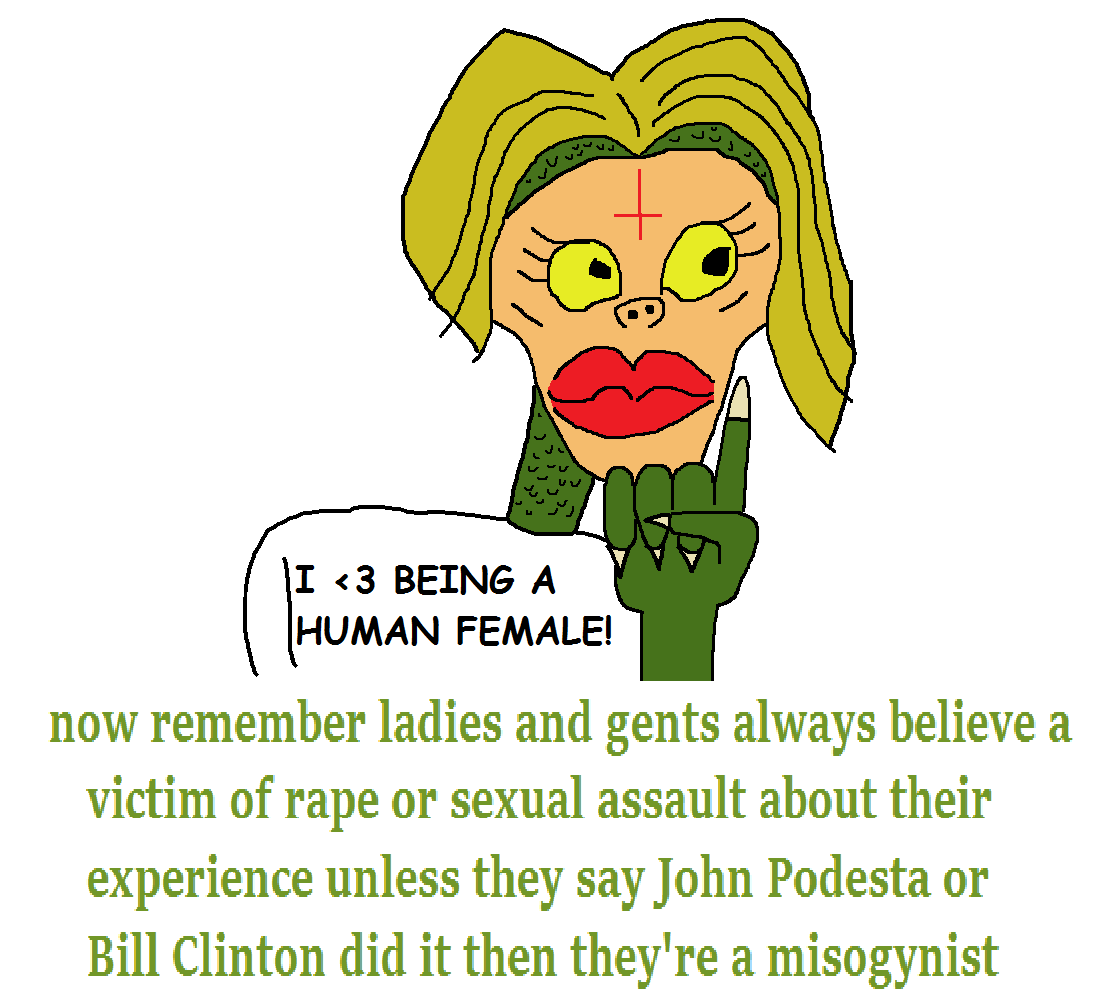 I <3 BEING A
HUMAN FEMALE!
now remember ladies and gents always believe a
victim of rape or sexual assault about their
experience unless they say John Podesta or
Bill Clinton did it then they're a misogynist